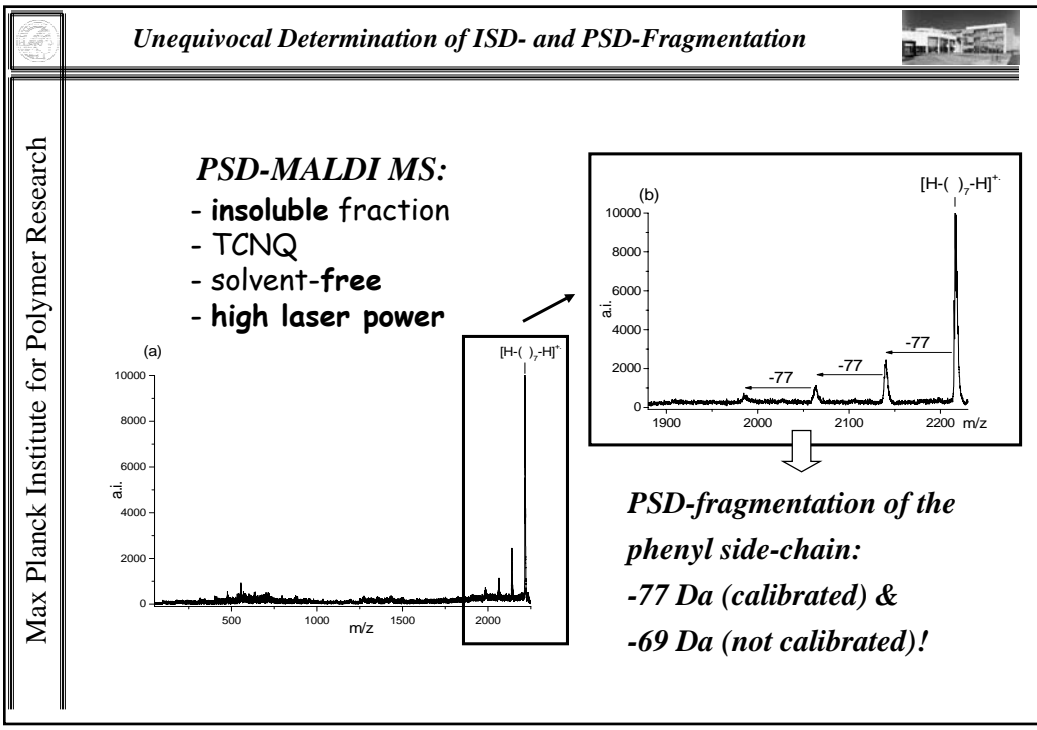 Unequivocal Determination of ISD- and PSD-Fragmentation
Max Planck Institute for Polymer Research
PSD-MALDI MS:
- insoluble fraction
- TCNQ
- solvent-free
- high laser power
(a)
[H-( )7-H]+·
10000
8000
6000
4000
2000
0
a.i.
500 1000 1500 2000
m/z
(b)
[H-( )7-H]+·
10000
8000
6000
4000
2000
0
a.i.
-77
-77
-77
1900 2000 2100 2200 m/z
PSD-fragmentation of the
phenyl side-chain:
-77 Da (calibrated) &
-69 Da (not calibrated)!